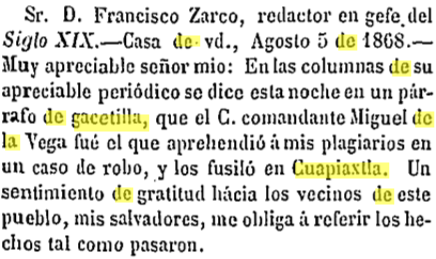 Sr. D. Francisco Zarco, redactor en gefe del
Siglo XIX.—Casa de vd., Agosto 5 de 1868.—
Muy apreciable señor mio: En las columnas de su
apreciable periódico se dice esta noche en un pár-
rafo de gacetilla, que el C. comandante Miguel de
la Vega fué el que aprehendió á mis plagiarios en
un caso de robo, y los fusiló en Cuapiaxtla. Un
sentimiento de gratitud hácia los vecinos de este
pueblo, mis salvadores, me obliga á referir los he-
chos tal como pasaron.